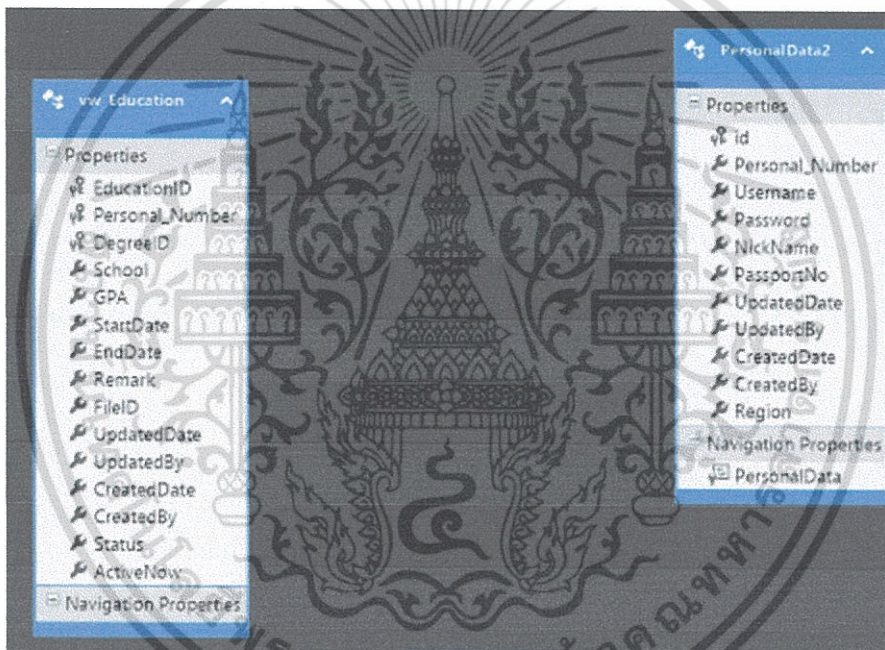 vw_Education
Properties
EducationID
Personal_Number
DegreeID
School
GPA
StartDate
EndDate
Remark
FileID
UpdatedDate
UpdatedBy
CreatedDate
CreatedBy
Status
ActiveNow
Navigation Properties
PersonalData2
Properties
id
Personal_Number
Username
Password
NickName
PassportNo
UpdatedDate
UpdatedBy
CreatedDate
CreatedBy
Region
Navigation Properties
PersonalData